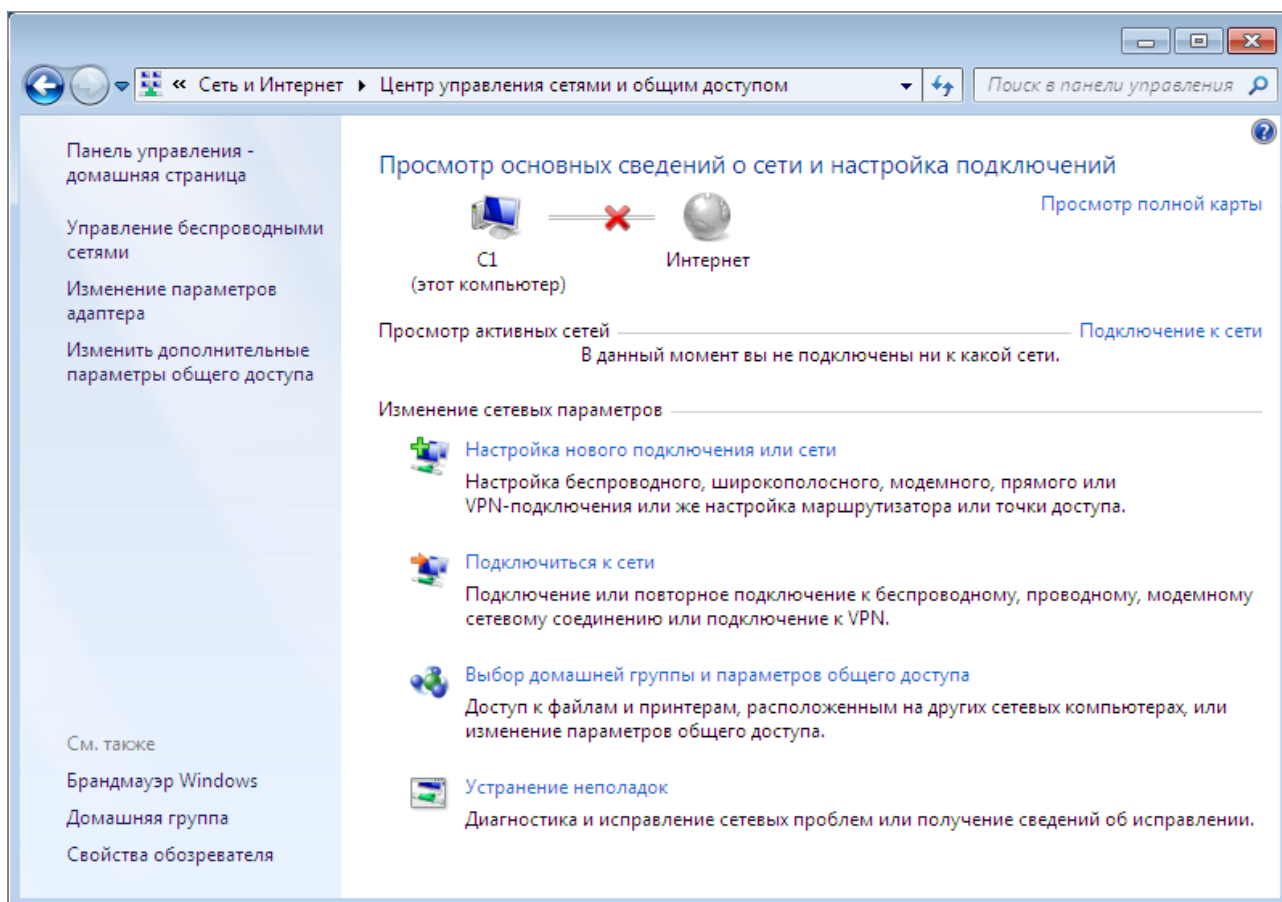 « Сеть и Интернет ▸ Центр управления сетями и общим доступом
Поиск в панели управления
Панель управления -
домашняя страница
Управление беспроводными
сетями
Изменение параметров
адаптера
Изменить дополнительные
параметры общего доступа
См. также
Брандмауэр Windows
Домашняя группа
Свойства обозревателя
Просмотр основных сведений о сети и настройка подключений
Просмотр полной карты
C1
(этот компьютер)
Интернет
Просмотр активных сетей
Подключение к сети
В данный момент вы не подключены ни к какой сети.
Изменение сетевых параметров
Настройка нового подключения или сети
Настройка беспроводного, широкополосного, модемного, прямого или
VPN-подключения или же настройка маршрутизатора или точки доступа.
Подключиться к сети
Подключение или повторное подключение к беспроводному, проводному, модемному
сетевому соединению или подключение к VPN.
Выбор домашней группы и параметров общего доступа
Доступ к файлам и принтерам, расположенным на других сетевых компьютерах, или
изменение параметров общего доступа.
Устранение неполадок
Диагностика и исправление сетевых проблем или получение сведений об исправлении.